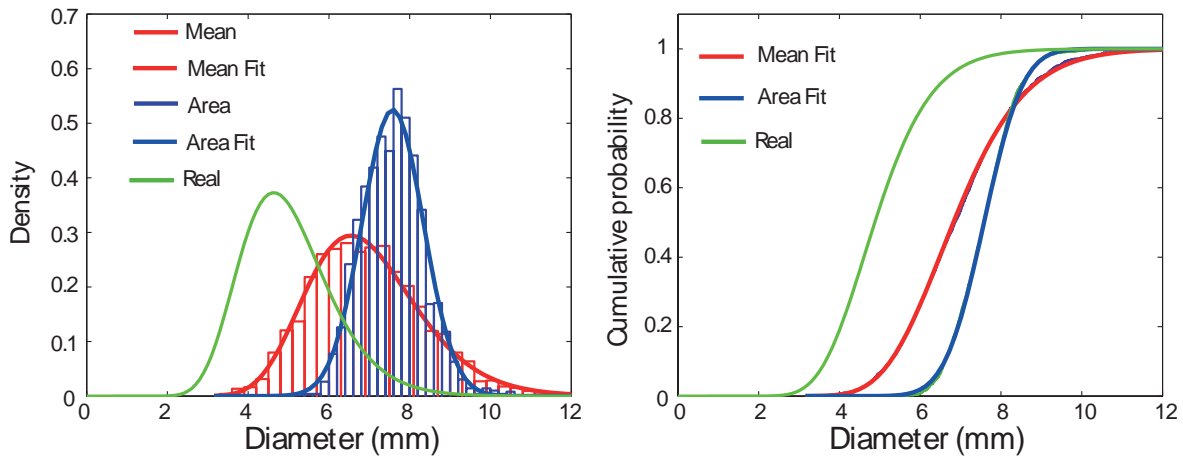 0.7
0.6
0.5
0.4
0.3
0.2
0.1
0
Density
Mean
Mean Fit
Area
Area Fit
Real
0 2 4 6 8 10 12
Diameter (mm)
1
0.8
0.6
0.4
0.2
0
Cumulative probability
Mean Fit
Area Fit
Real
0 2 4 6 8 10 12
Diameter (mm)